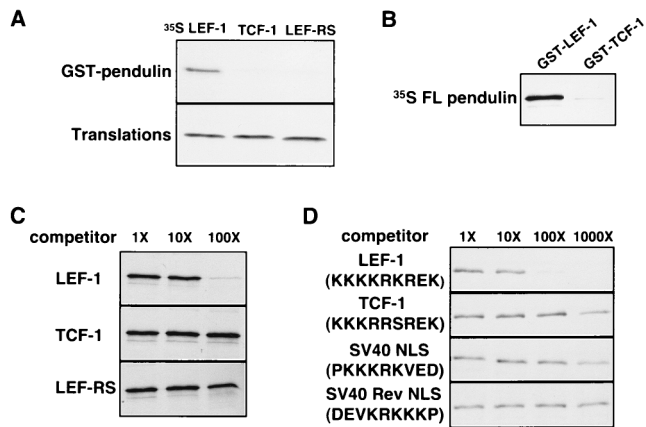 A
35S LEF-1 TCF-1 LEF-RS
GST-pendulin
Translations
B
GST-LEF-1
GST-TCF-1
35S FL pendulin
C
competitor 1X 10X 100X
LEF-1
TCF-1
LEF-RS
D
competitor 1X 10X 100X 1000X
LEF-1
(KKKKRKREK)
TCF-1
(KKKRRSREK)
SV40 NLS
(PKKKRKVED)
SV40 Rev NLS
(DEVKRKKKP)